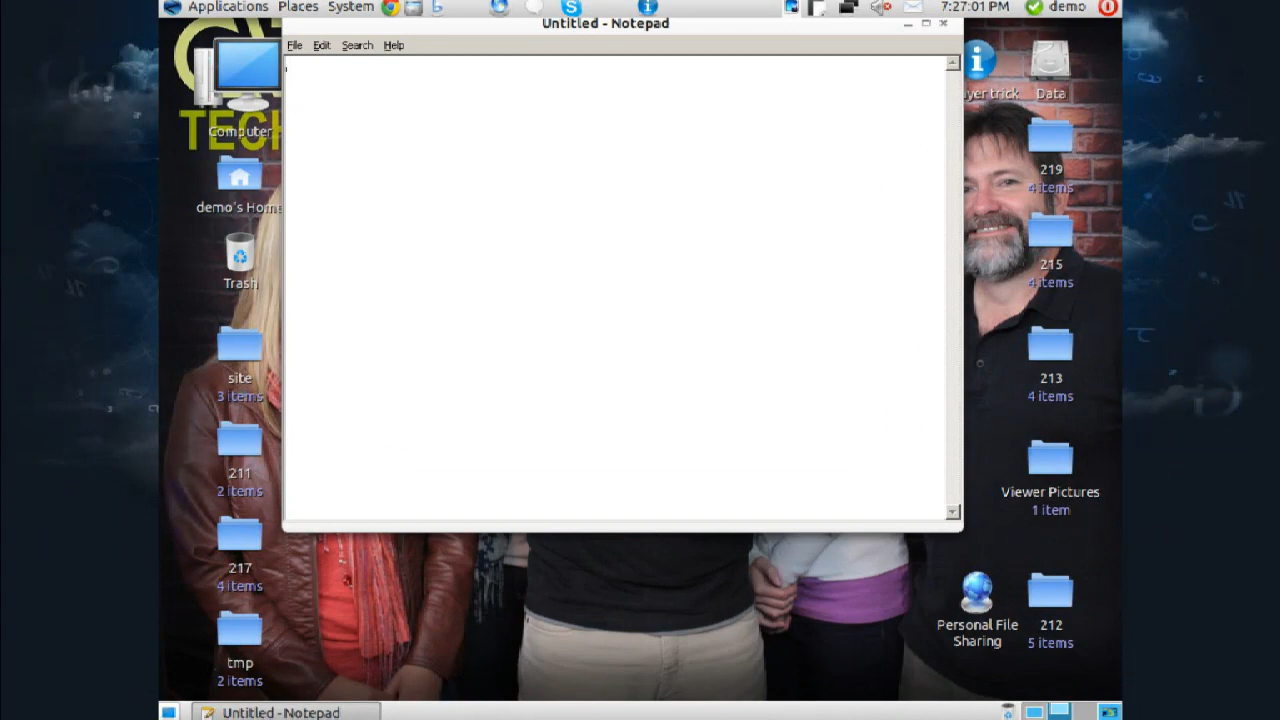 Applications Places System
7:27:01 PM demo
Untitled - Notepad
File Edit Search Help
TECH
Computer
demo's Home
Trash
site
3 items
211
2 items
217
4 items
tmp
2 items
Data
219
4 items
215
4 items
213
4 items
Viewer Pictures
1 item
Personal File
Sharing
212
5 items
trick
Untitled - Notepad